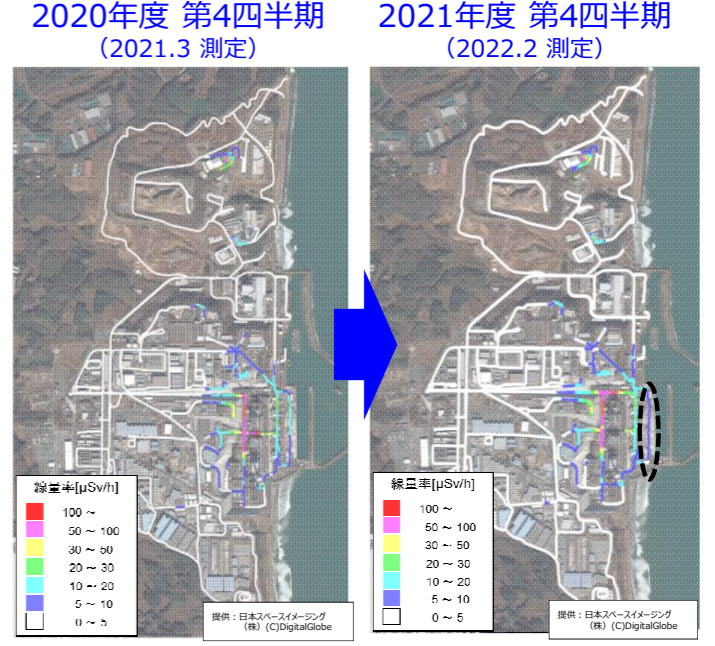 2020年度 第4四半期
（2021.3 測定）
2021年度 第4四半期
（2022.2 測定）
線量率[μSv/h]
100 ～
50 ～ 100
30 ～ 50
20 ～ 30
10 ～ 20
5 ～ 10
0 ～ 5
提供：日本スペースイメージング
（株）(C)DigitalGlobe
線量率[μSv/h]
100 ～
50 ～ 100
30 ～ 50
20 ～ 30
10 ～ 20
5 ～ 10
0 ～ 5
提供：日本スペースイメージング
（株）(C)DigitalGlobe